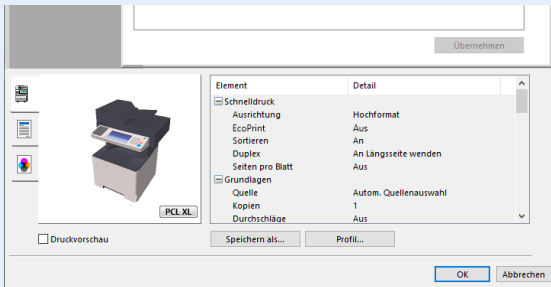 Übernehmen
Element Detail
Schnelldruck
Ausrichtung Hochformat
EcoPrint Aus
Sortieren An
Duplex An Längsseite wenden
Seiten pro Blatt Aus
Grundlagen
Quelle Autom. Quellenauswahl
Kopien 1
Durchschläge Aus
PCL XL
Druckvorschau Speichern als... Profil...
OK Abbrechen